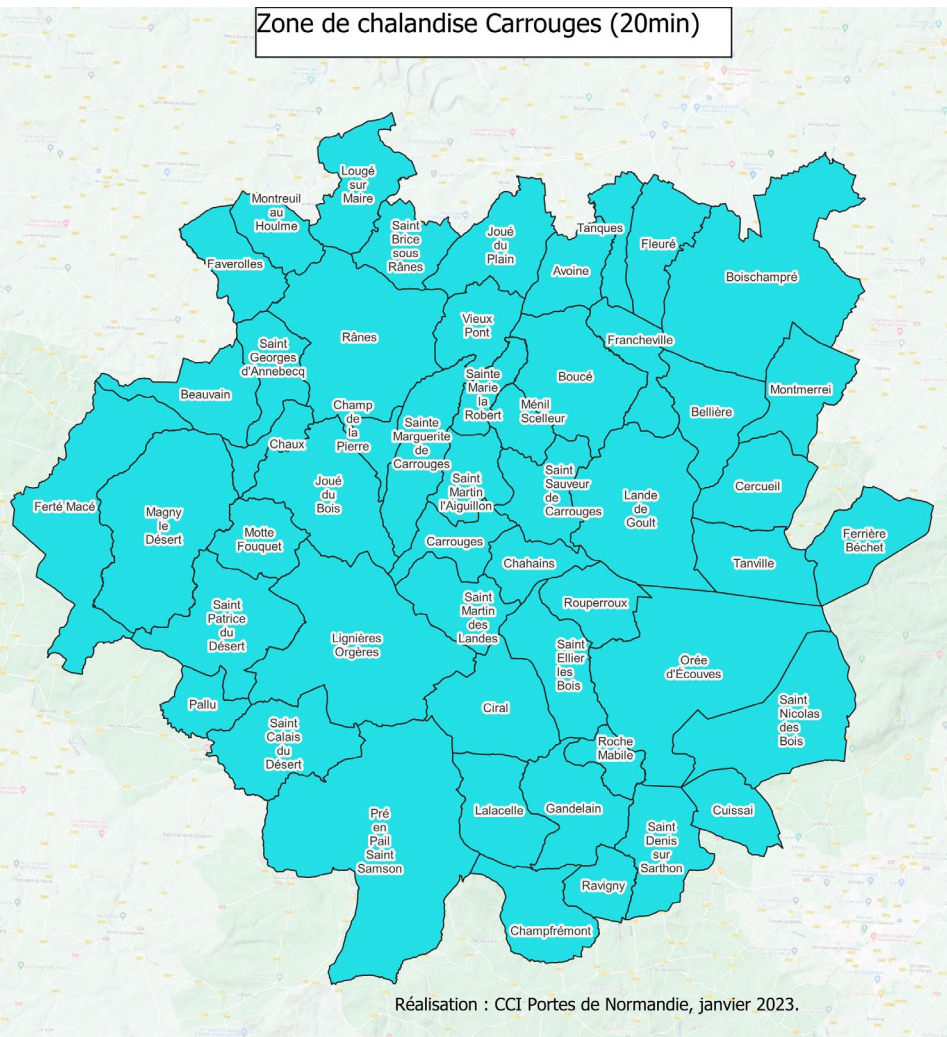 Zone de chalandise Carrouges (20min)
Lougé
sur
Maire
Montreuil
au
Houlme
Saint
Brice
sous
Rânes
Joué
du
Plain
Tanques
Fleuré
Faverolles
Avoine
Boischampré
Vieux
Pont
Rânes
Francheville
Saint
Georges
d'Annebecq
Sainte
Marie
la
Robert
Boucé
Montmerrei
Beauvain
Champ
de
la
Pierre
Ménil
Scelleur
Bellière
Chaux
Sainte
Marguerite
de
Carrouges
Joué
du
Bois
Saint
Martin
l'Aiguillon
Saint
Sauveur
de
Carrouges
Lande
de
Goult
Cercueil
Ferté Macé
Magny
le
Désert
Motte
Fouquet
Carrouges
Chahains
Tanville
Ferrière
Béchet
Saint
Patrice
du
Désert
Lignières
Orgères
Saint
Martin
des
Landes
Rouperroux
Saint
Ellier
les
Bois
Orée
d'Écouves
Pallu
Ciral
Saint
Nicolas
des
Bois
Saint
Calais
du
Désert
Roche
Mabile
Pré
en
Pail
Saint
Samson
Lalacelle
Gandelain
Cuissai
Saint
Denis
sur
Sarthon
Ravigny
Champfrémont
Réalisation : CCI Portes de Normandie, janvier 2023.